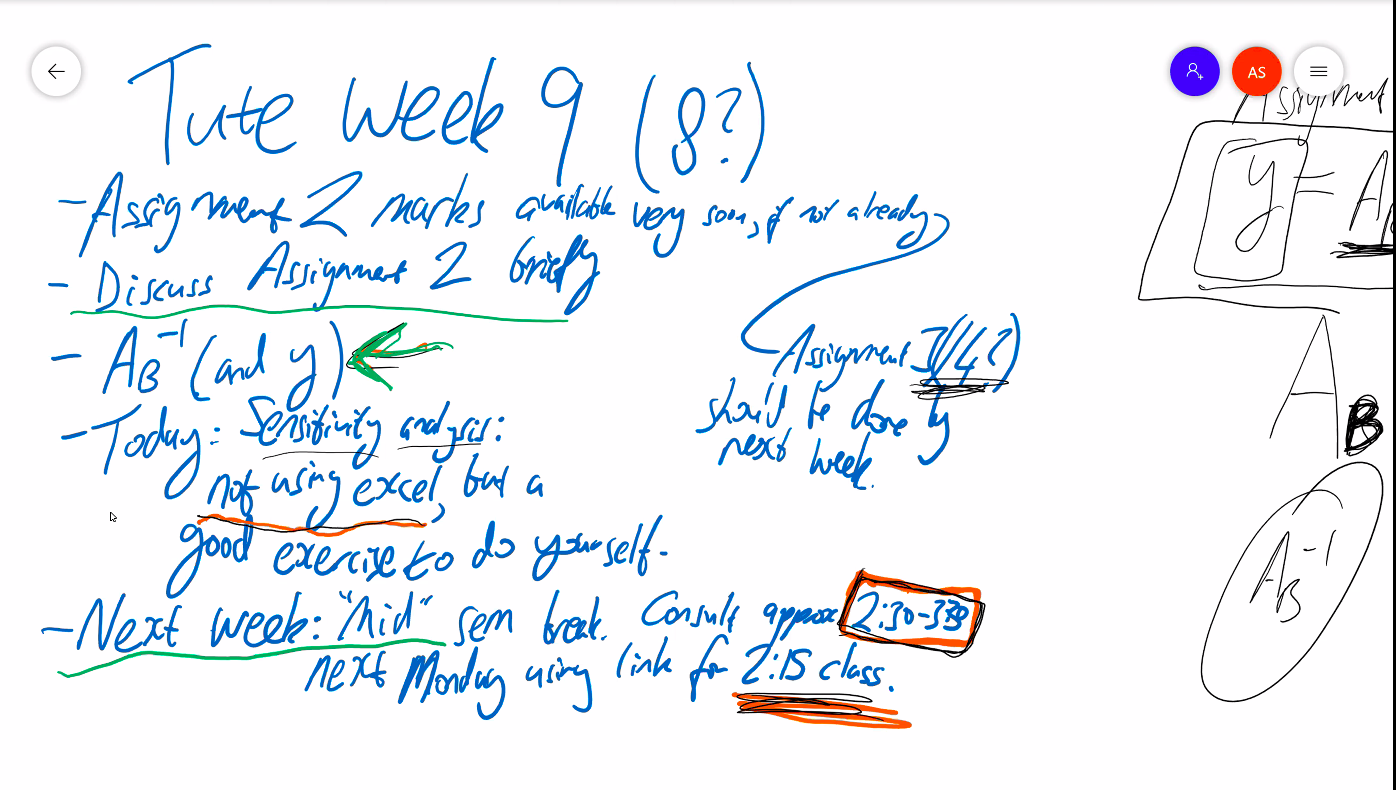 Tute week 9 (8?)
- Assignment 2 marks available very soon, if not already,
- Discuss Assignment 2 briefly
- A_B^-1 (and y)
Assignment 3(/4?)
should be done by
next week.
- Today: Sensitivity analysis:
not using excel, but a
good exercise to do yourself.
- Next week: "Mid" sem break. Consult approx 2:30-3:30
next Monday using link for 2:15 class.
AS
Assignment
y = A
A_B
A_B^-1